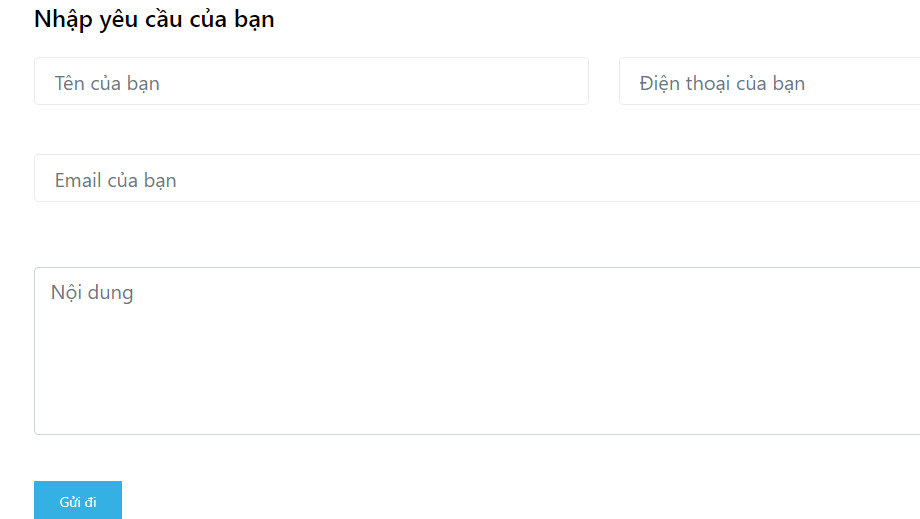 Nhập yêu cầu của bạn
Tên của bạn
Điện thoại của bạn
Email của bạn
Nội dung
Gửi đi